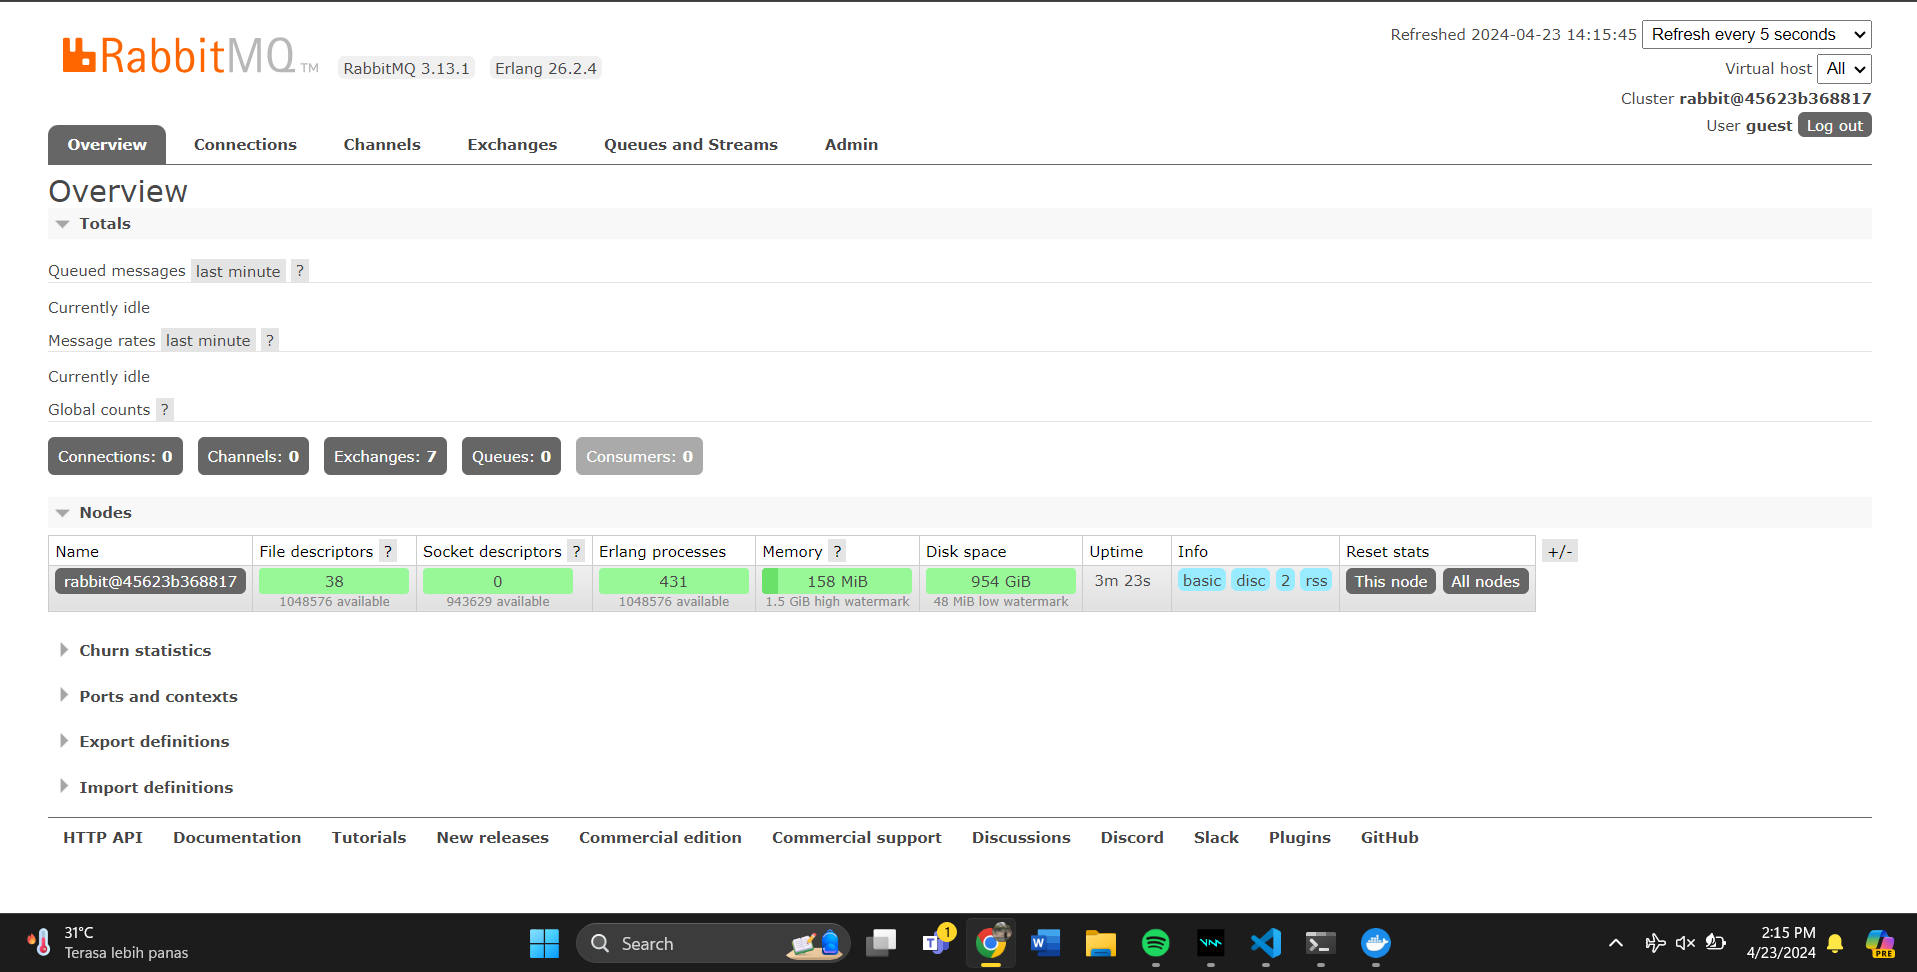 RabbitMQ TM
RabbitMQ 3.13.1 Erlang 26.2.4
Refreshed 2024-04-23 14:15:45 Refresh every 5 seconds
Virtual host All
Cluster rabbit@45623b368817
User guest Log out
Overview Connections Channels Exchanges Queues and Streams Admin
Overview
Totals
Queued messages last minute ?
Currently idle
Message rates last minute ?
Currently idle
Global counts ?
Connections: 0 Channels: 0 Exchanges: 7 Queues: 0 Consumers: 0
Nodes
Name File descriptors ? Socket descriptors ? Erlang processes Memory ? Disk space Uptime Info Reset stats +/-
rabbit@45623b368817 38 0 431 158 MiB 954 GiB 3m 23s basic disc 2 rss This node All nodes
1048576 available 943629 available 1048576 available 1.5 GiB high watermark 48 MiB low watermark
Churn statistics
Ports and contexts
Export definitions
Import definitions
HTTP API Documentation Tutorials New releases Commercial edition Commercial support Discussions Discord Slack Plugins GitHub
31°C
Terasa lebih panas
Search
1
2:15 PM
4/23/2024
PRE